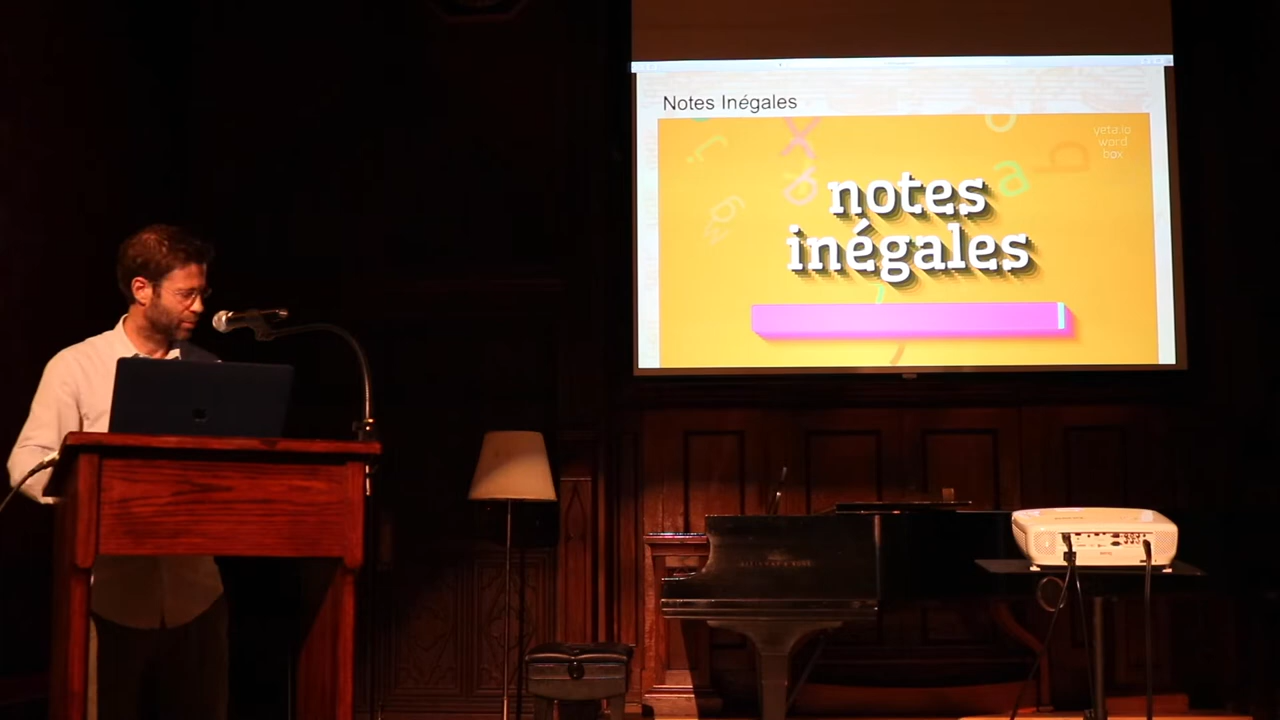 Notes Inégales
yeta.io
word
box
notes
inégales